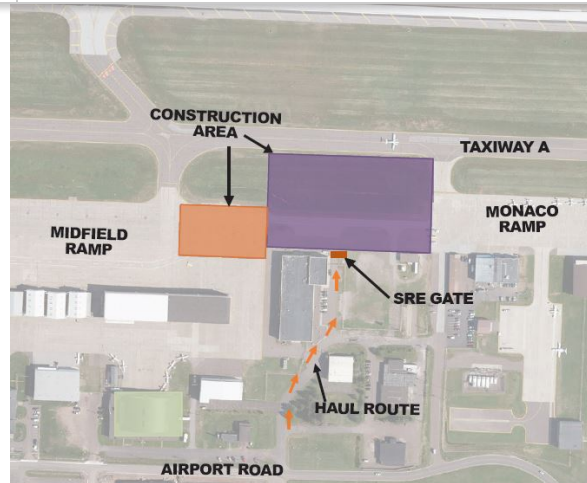 CONSTRUCTION
AREA
TAXIWAY A
MIDFIELD
RAMP
MONACO
RAMP
SRE GATE
HAUL ROUTE
AIRPORT ROAD